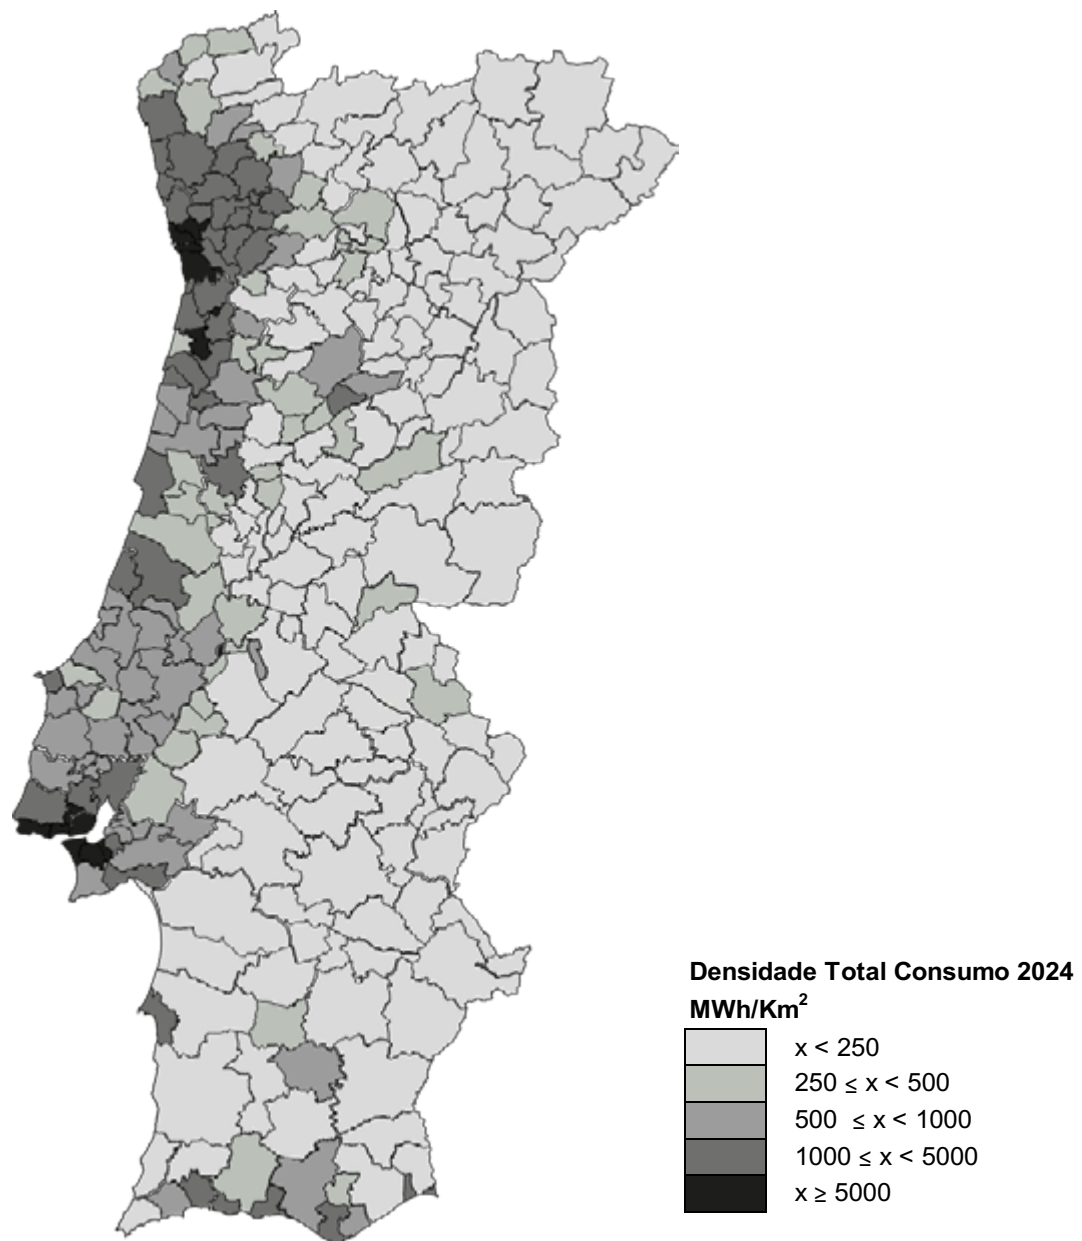 Densidade Total Consumo 2024
MWh/Km²
x < 250
250 ≤ x < 500
500 ≤ x < 1000
1000 ≤ x < 5000
x ≥ 5000